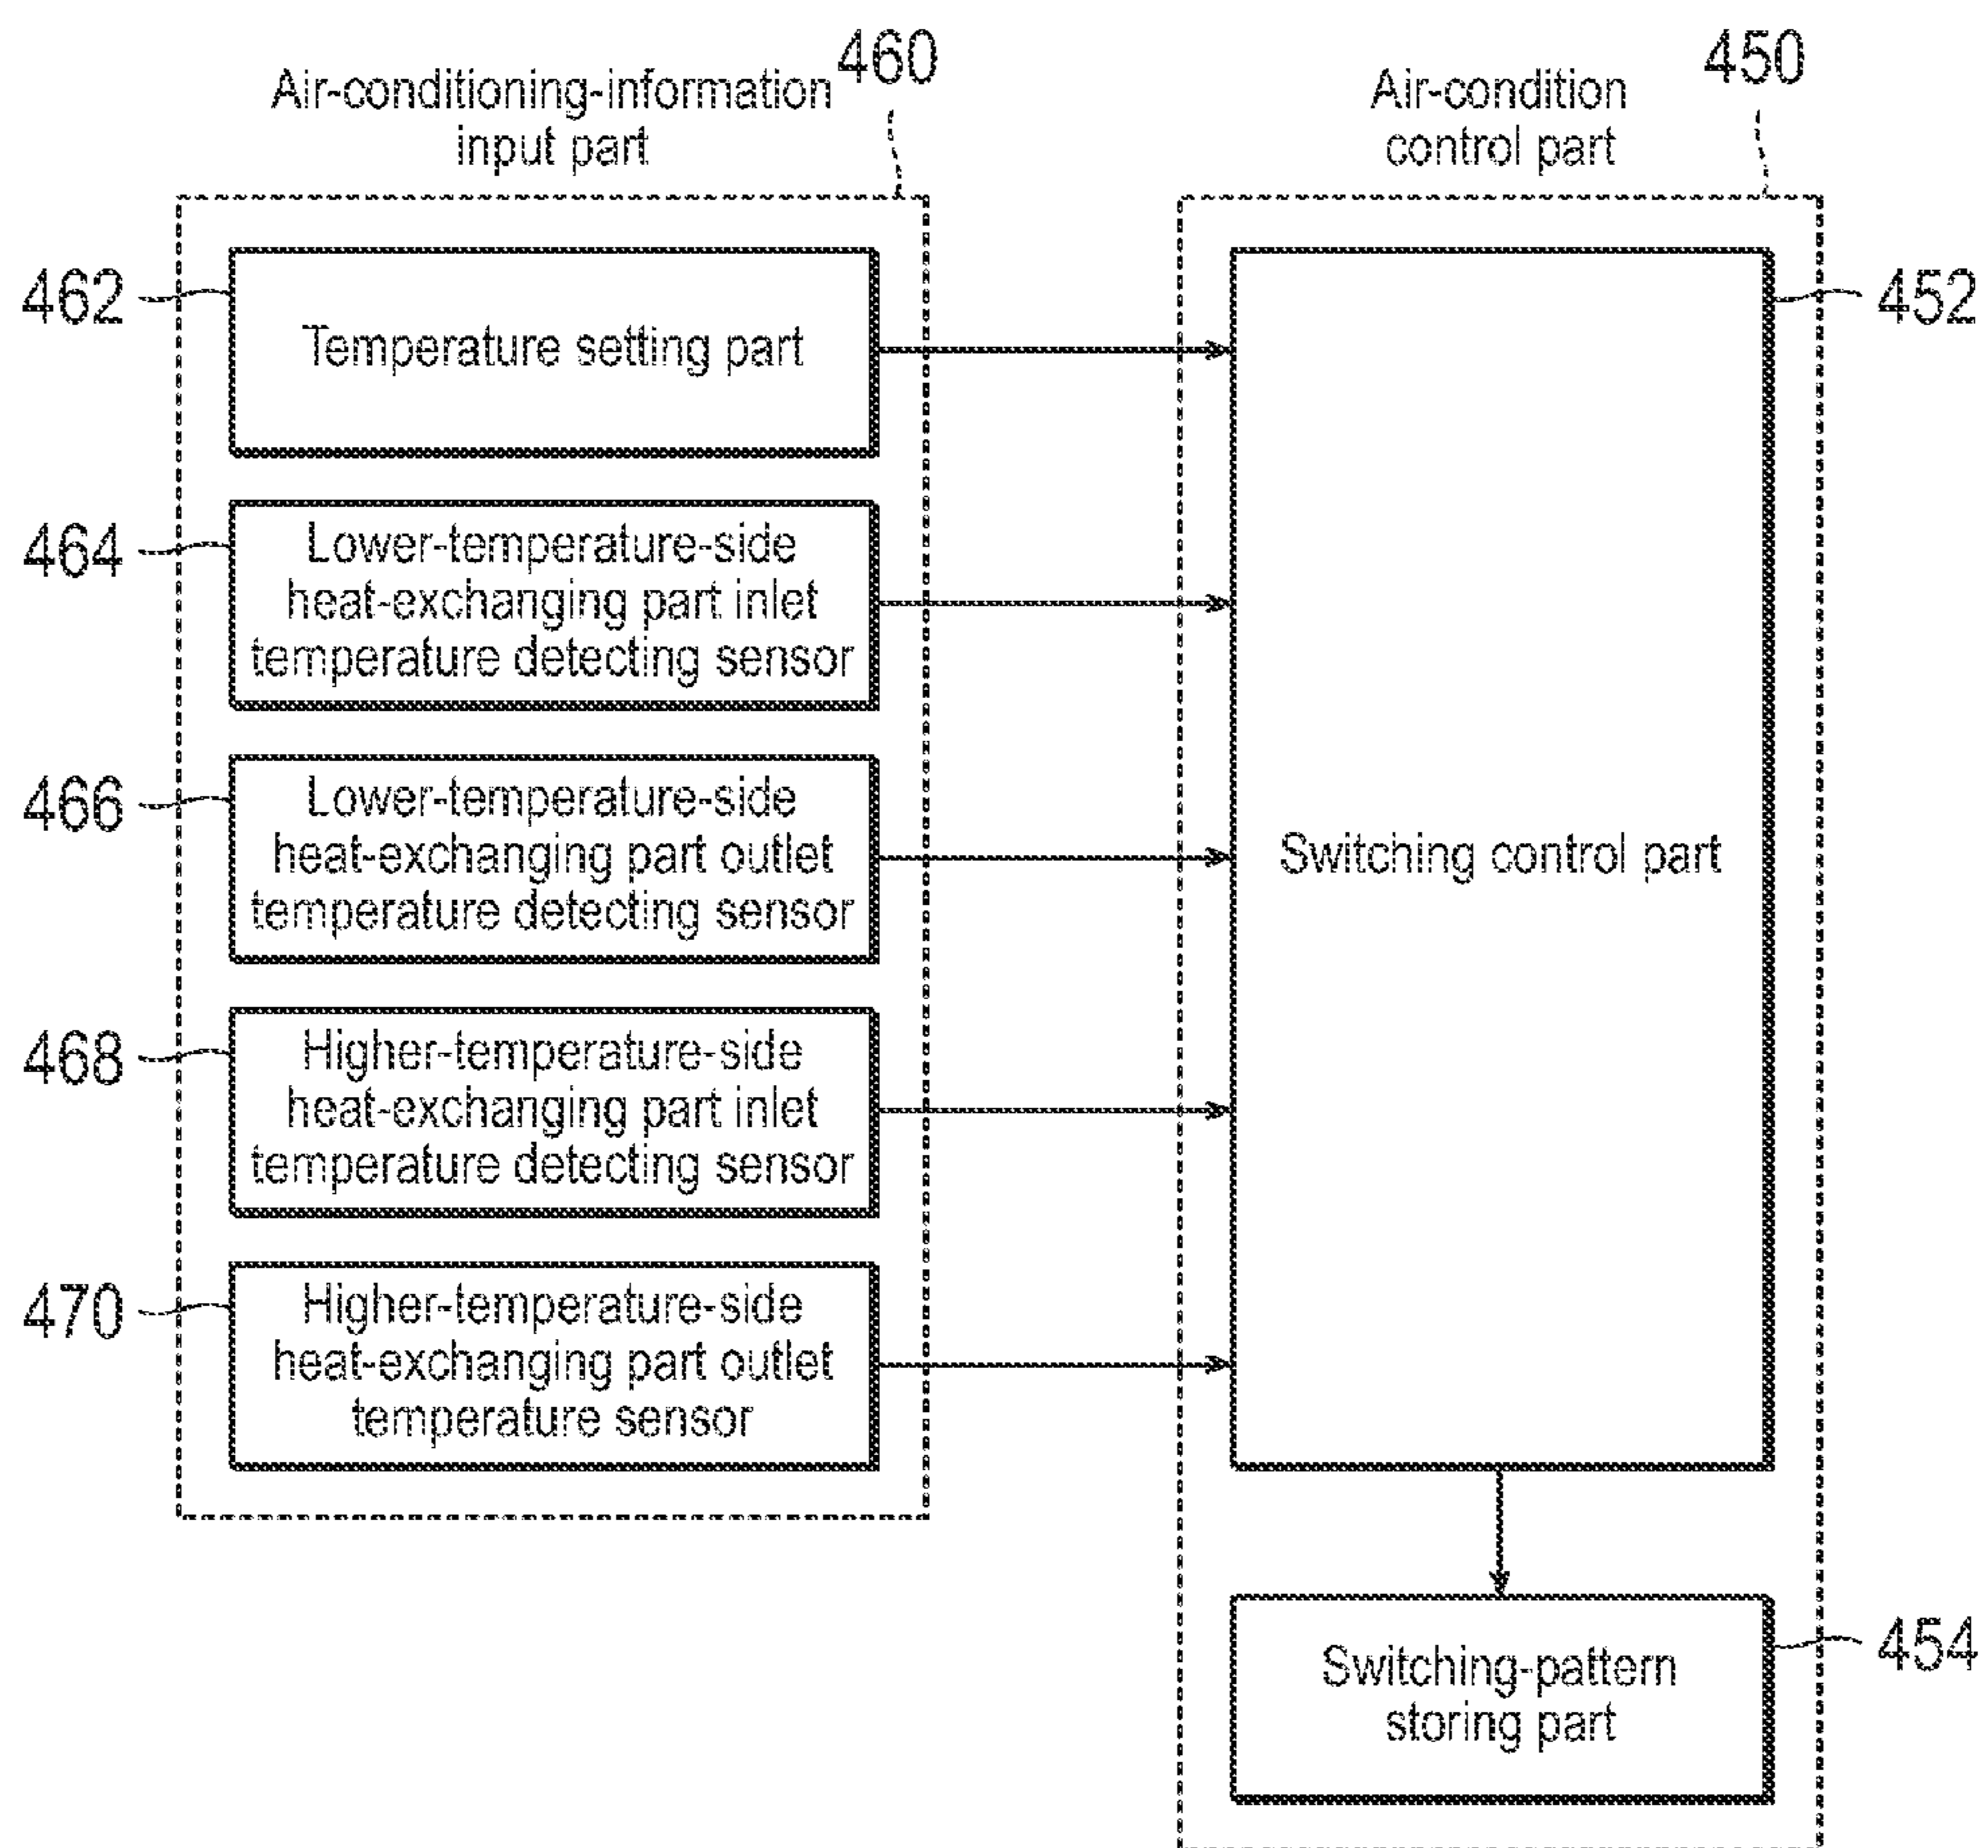 460
Air-conditioning-information
input part
450
Air-condition
control part
462
Temperature setting part
452
464
Lower-temperature-side
heat-exchanging part inlet
temperature detecting sensor
466
Lower-temperature-side
heat-exchanging part outlet
temperature detecting sensor
Switching control part
468
Higher-temperature-side
heat-exchanging part inlet
temperature detecting sensor
470
Higher-temperature-side
heat-exchanging part outlet
temperature sensor
454
Switching-pattern
storing part